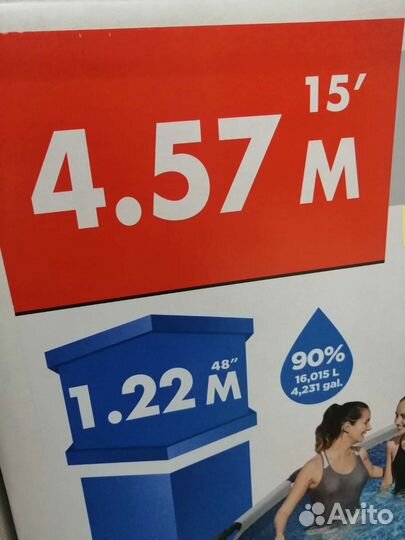 15′
4.57 M
48″
1.22 M
90%
16,015 L
4,231 gal.
Avito